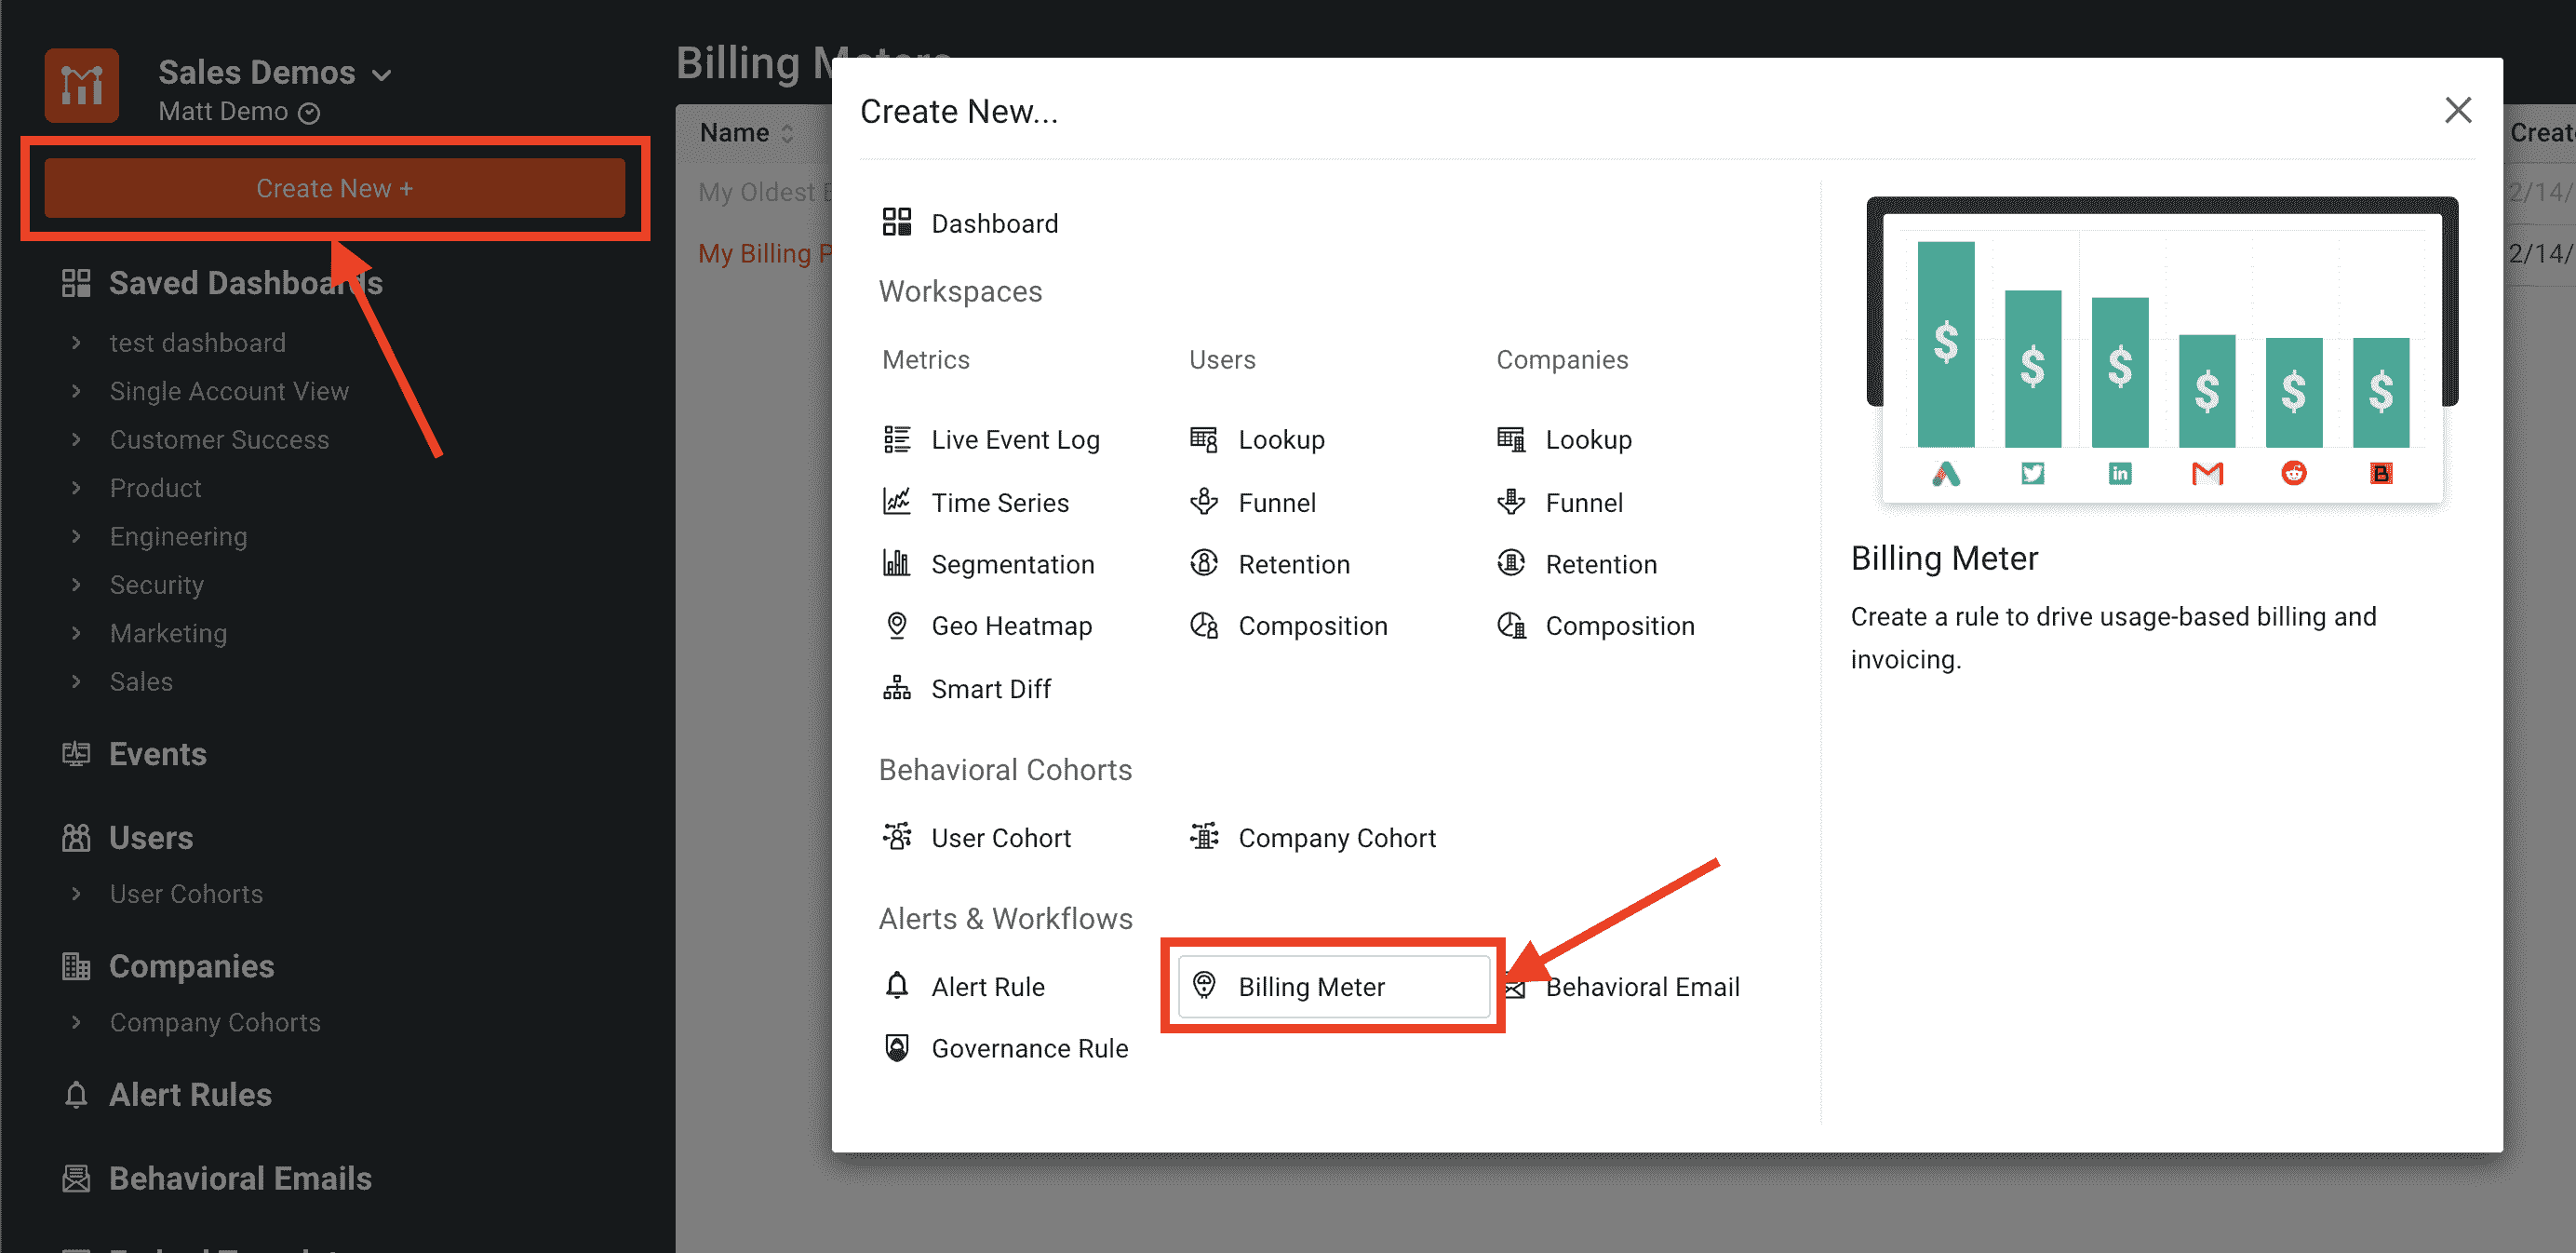 Sales Demos
Matt Demo
Create New +
Saved Dashboards
test dashboard
Single Account View
Customer Success
Product
Engineering
Security
Marketing
Sales
Events
Users
User Cohorts
Companies
Company Cohorts
Alert Rules
Behavioral Emails
Billing Meters
Name
My Oldest
My Billing P
Creat
2/14/
2/14/
Create New...
Dashboard
Workspaces
Metrics Users Companies
Live Event Log Lookup Lookup
Time Series Funnel Funnel
Segmentation Retention Retention
Geo Heatmap Composition Composition
Smart Diff
Behavioral Cohorts
User Cohort Company Cohort
Alerts & Workflows
Alert Rule Billing Meter Behavioral Email
Governance Rule
$ $ $ $ $ $
in B
Billing Meter
Create a rule to drive usage-based billing and
invoicing.